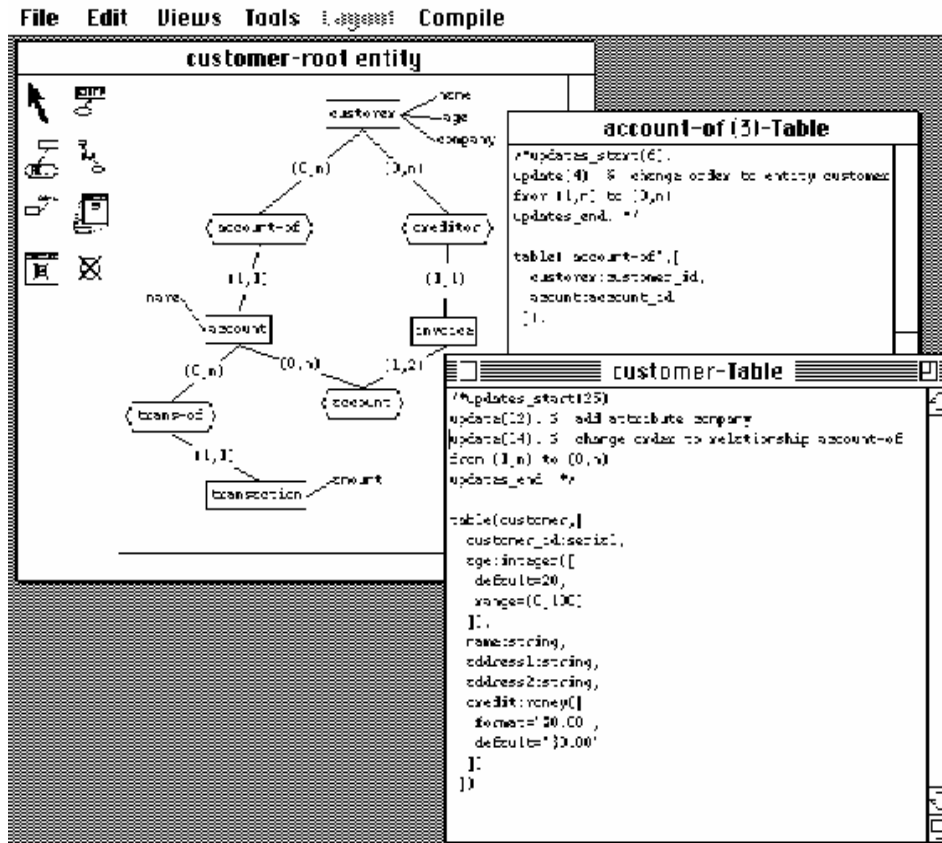 File Edit Views Tools Layout Compile
customer-root entity
name
customer
age
company
(0,n) (0,n)
account-of creditor
(1,1) (1,1)
name
account invoice
(0,n) (0,n) (1,2)
trans-of account
(1,1)
amount
transaction
account-of (3)-Table
/*updates_start(6).
update(4) % change order to entity customer
from (1,n) to (0,n)
updates_end. */
table('account-of',[
customer:customer_id,
acount:account_id
]).
customer-Table
/*updates_start(25)
update(12). % add attribute company
update(14). % change order to relationship account-of
from (1,n) to (0,n)
updates_end */
table(customer,[
customer_id:serial,
age:integer([
default=20,
range=(0,100)
]),
name:string,
address1:string,
address2:string,
credit:money([
format='$0.00',
default='$0.00'
])
])